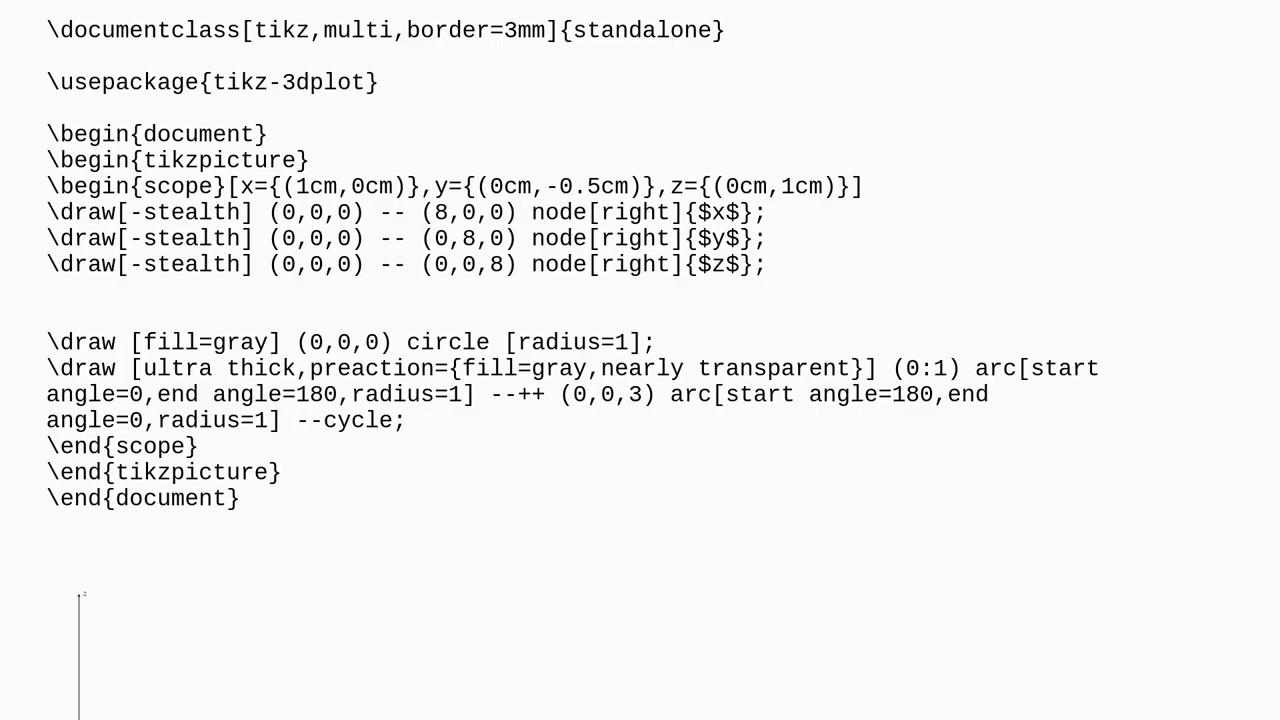 \documentclass[tikz,multi,border=3mm]{standalone}
\usepackage{tikz-3dplot}
\begin{document}
\begin{tikzpicture}
\begin{scope}[x={(1cm,0cm)},y={(0cm,-0.5cm)},z={(0cm,1cm)}]
\draw[-stealth] (0,0,0) -- (8,0,0) node[right]{$x$};
\draw[-stealth] (0,0,0) -- (0,8,0) node[right]{$y$};
\draw[-stealth] (0,0,0) -- (0,0,8) node[right]{$z$};
\draw [fill=gray] (0,0,0) circle [radius=1];
\draw [ultra thick,preaction={fill=gray,nearly transparent}] (0:1) arc[start
angle=0,end angle=180,radius=1] --++ (0,0,3) arc[start angle=180,end
angle=0,radius=1] --cycle;
\end{scope}
\end{tikzpicture}
\end{document}
z